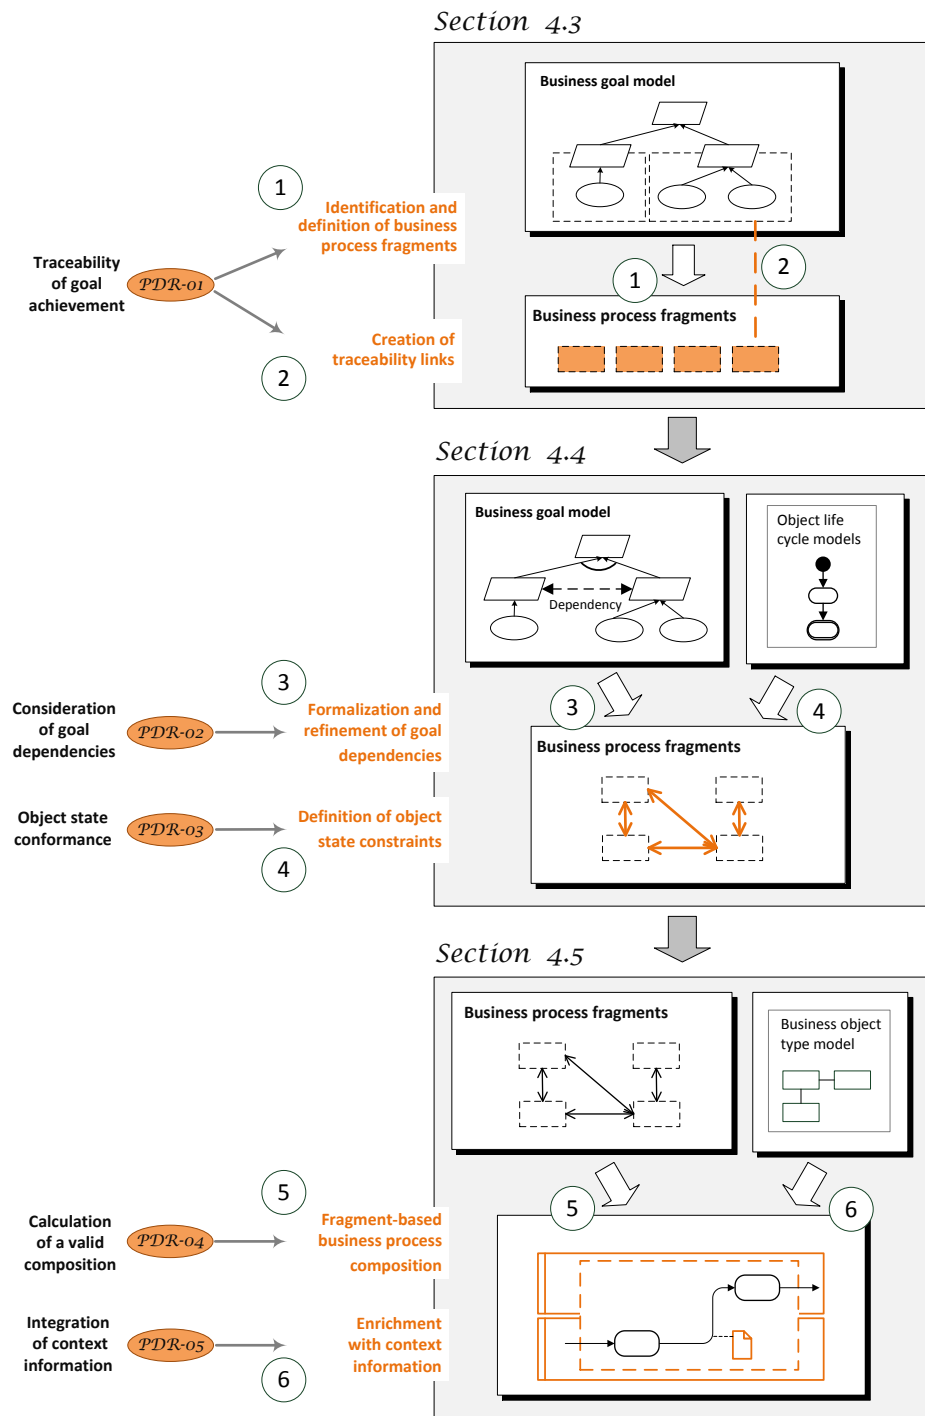 Section 4.3
Business goal model
1
Identification and
definition of business
process fragments
Traceability
of goal
achievement
PDR-01
1
2
Business process fragments
Creation of
traceability links
2
Section 4.4
Business goal model
Object life
cycle models
Dependency
3
Consideration
of goal
dependencies
PDR-02
Formalization and
refinement of goal
dependencies
3
4
Business process fragments
Object state
conformance
PDR-03
Definition of object
state constraints
4
Section 4.5
Business process fragments
Business object
type model
5
Calculation
of a valid
composition
PDR-04
Fragment-based
business process
composition
5
6
Integration
of context
information
PDR-05
Enrichment
with context
information
6